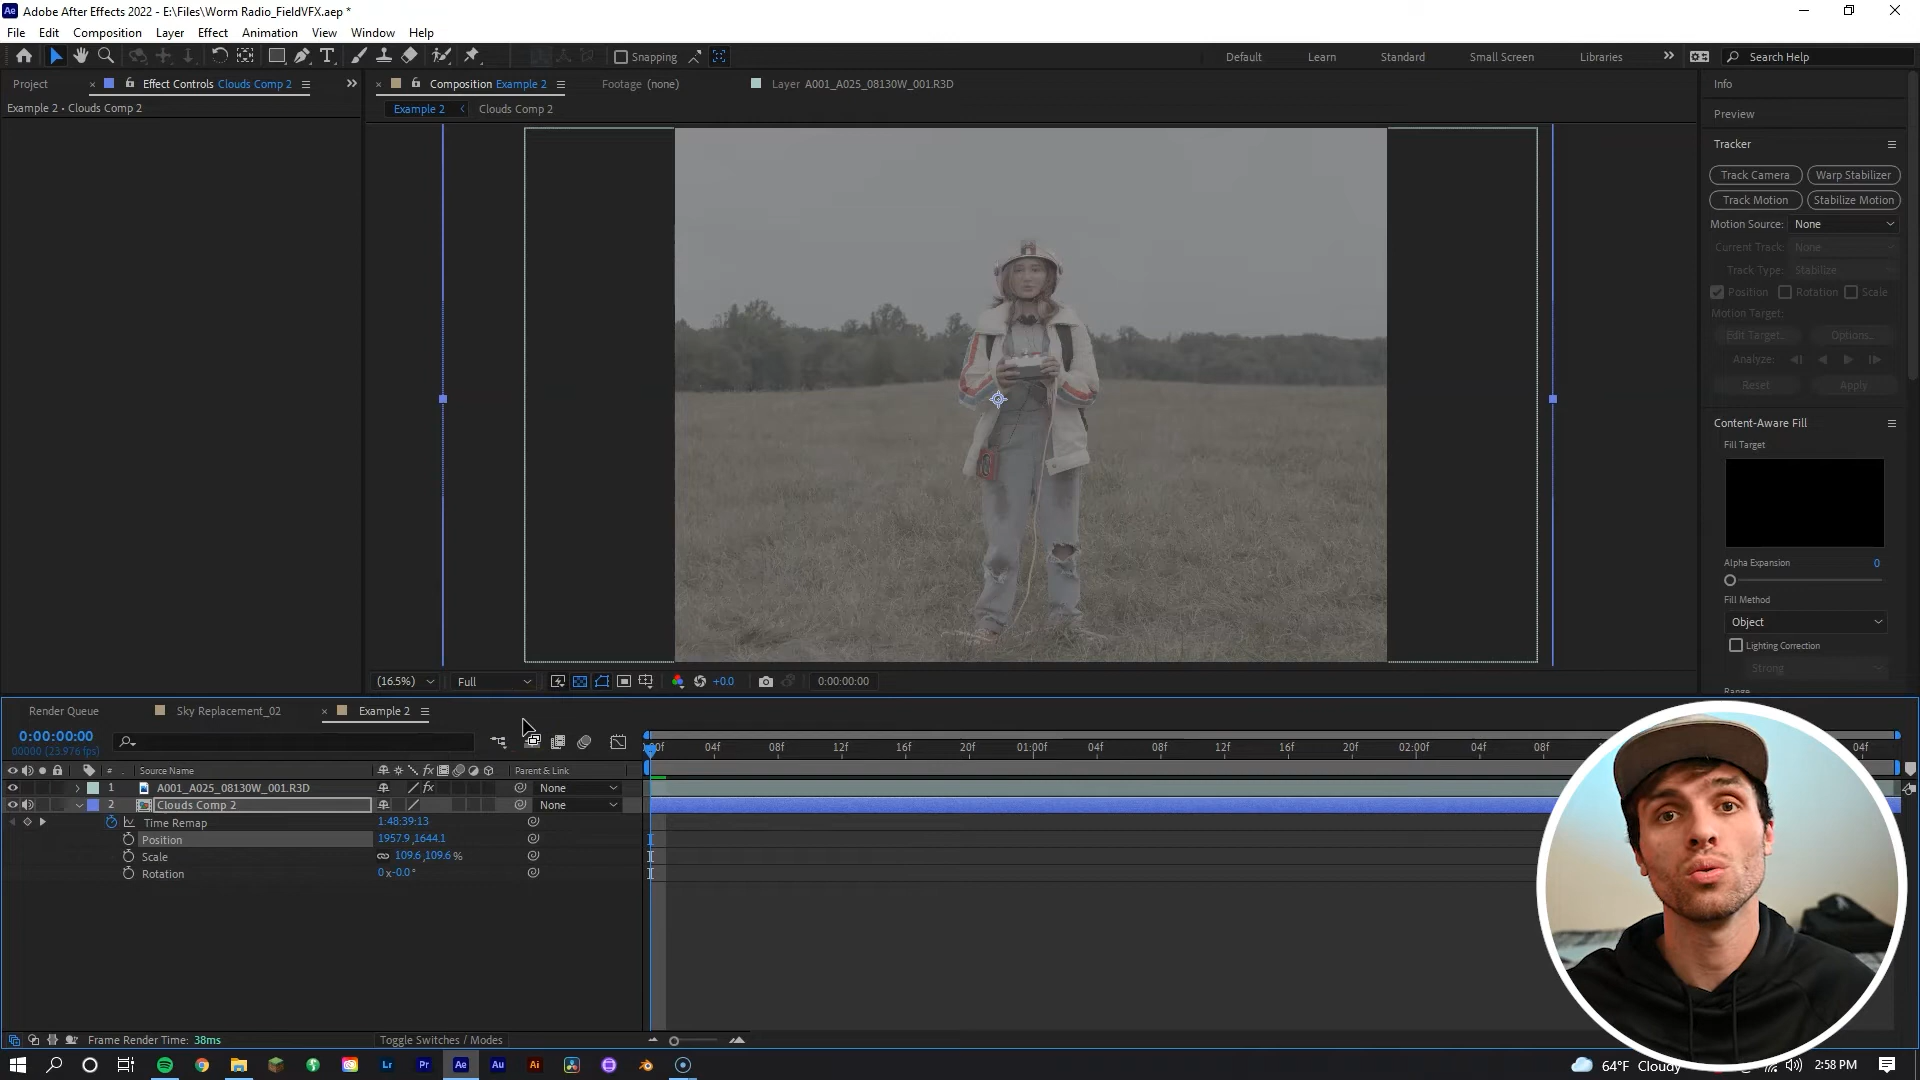 Adobe After Effects 2022 - E:\Files\Worm Radio_FieldVFX.aep *
File Edit Composition Layer Effect Animation View Window Help
Snapping
Default Learn Standard Small Screen Libraries Search Help
Project Effect Controls Clouds Comp 2
Composition Example 2 Footage (none) Layer A001_A025_08130W_001.R3D
Info
Example 2 • Clouds Comp 2
Example 2 Clouds Comp 2
Preview
Tracker
Track Camera Warp Stabilizer
Track Motion Stabilize Motion
Motion Source: None
Current Track: None
Track Type: Stabilize
Position Rotation Scale
Motion Target:
Edit Target... Options...
Analyze:
Reset Apply
Content-Aware Fill
Fill Target
Alpha Expansion 0
Fill Method
Object
Lighting Correction
Strong
Range
(16.5%) Full +0.0 0:00:00:00
Render Queue Sky Replacement_02 Example 2
0:00:00:00
00000 (23.976 fps)
04f 08f 12f 16f 20f 01:00f 04f 08f 12f 16f 20f 02:00f 04f 08f 04f
# Source Name Parent & Link
1 A001_A025_08130W_001.R3D None
2 Clouds Comp 2 None
Time Remap 1:48:39:13
Position 1957.9,1644.1
Scale 109.6,109.6 %
Rotation 0x-0.0°
Frame Render Time: 38ms Toggle Switches / Modes
64°F Cloudy 2:58 PM